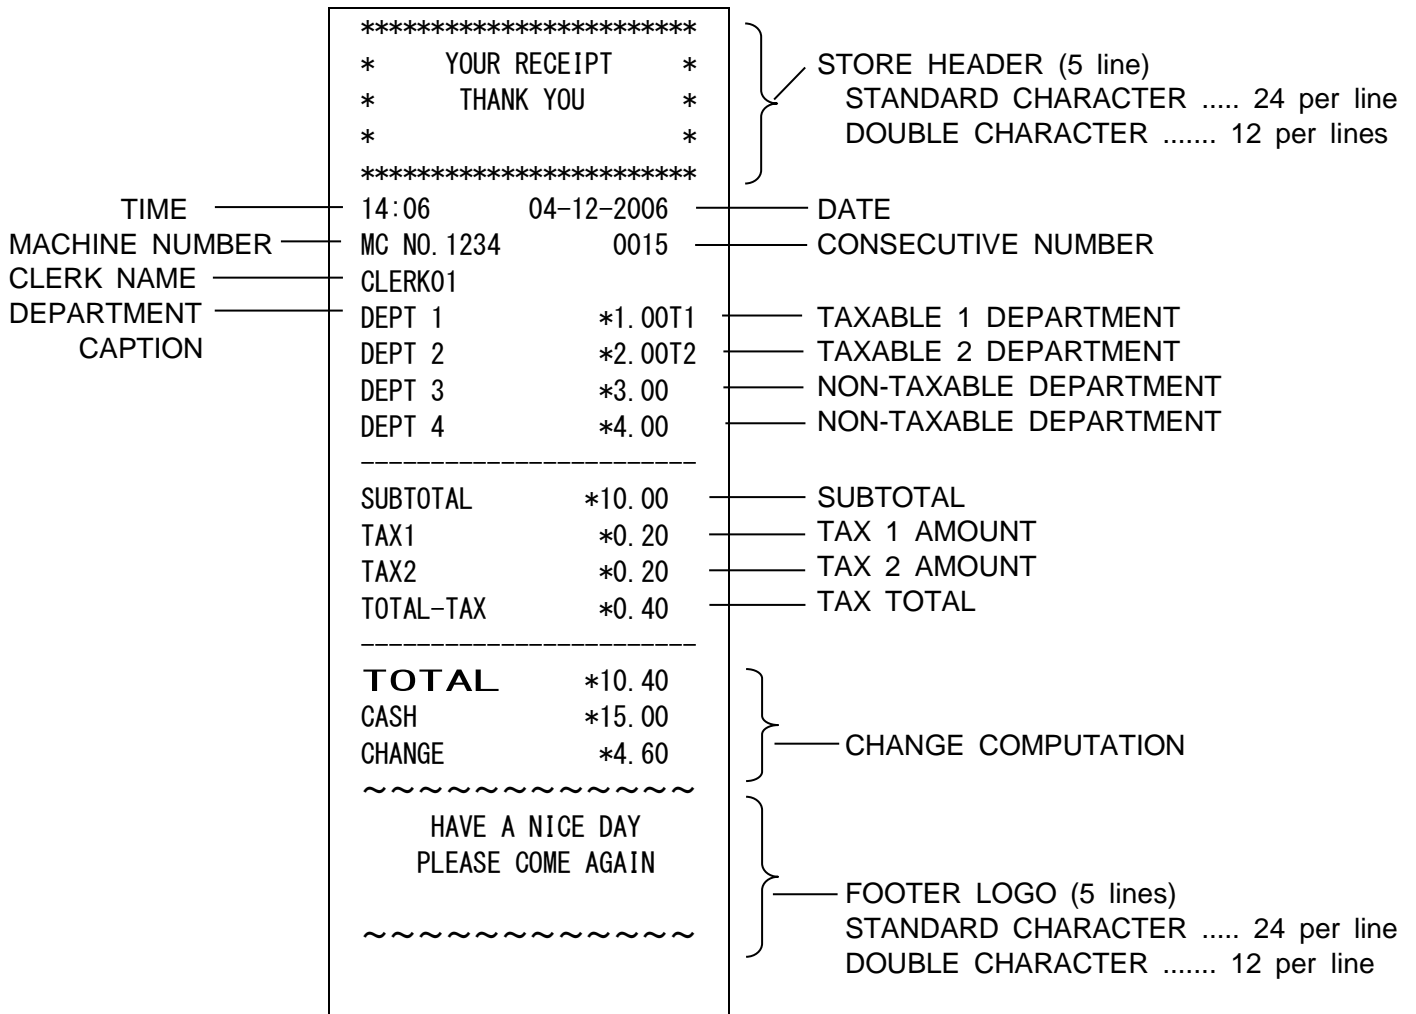 ************************
* YOUR RECEIPT *
* THANK YOU *
* *
************************
STORE HEADER (5 line)
STANDARD CHARACTER ..... 24 per line
DOUBLE CHARACTER ....... 12 per lines
TIME 14:06 04-12-2006 DATE
MACHINE NUMBER MC NO.1234 0015 CONSECUTIVE NUMBER
CLERK NAME CLERK01
DEPARTMENT CAPTION
DEPT 1 *1.00T1 TAXABLE 1 DEPARTMENT
DEPT 2 *2.00T2 TAXABLE 2 DEPARTMENT
DEPT 3 *3.00 NON-TAXABLE DEPARTMENT
DEPT 4 *4.00 NON-TAXABLE DEPARTMENT
------------------------
SUBTOTAL *10.00 SUBTOTAL
TAX1 *0.20 TAX 1 AMOUNT
TAX2 *0.20 TAX 2 AMOUNT
TOTAL-TAX *0.40 TAX TOTAL
------------------------
TOTAL *10.40
CASH *15.00
CHANGE *4.60
CHANGE COMPUTATION
~~~~~~~~~~~~
HAVE A NICE DAY
PLEASE COME AGAIN
~~~~~~~~~~~~
FOOTER LOGO (5 lines)
STANDARD CHARACTER ..... 24 per line
DOUBLE CHARACTER ....... 12 per line